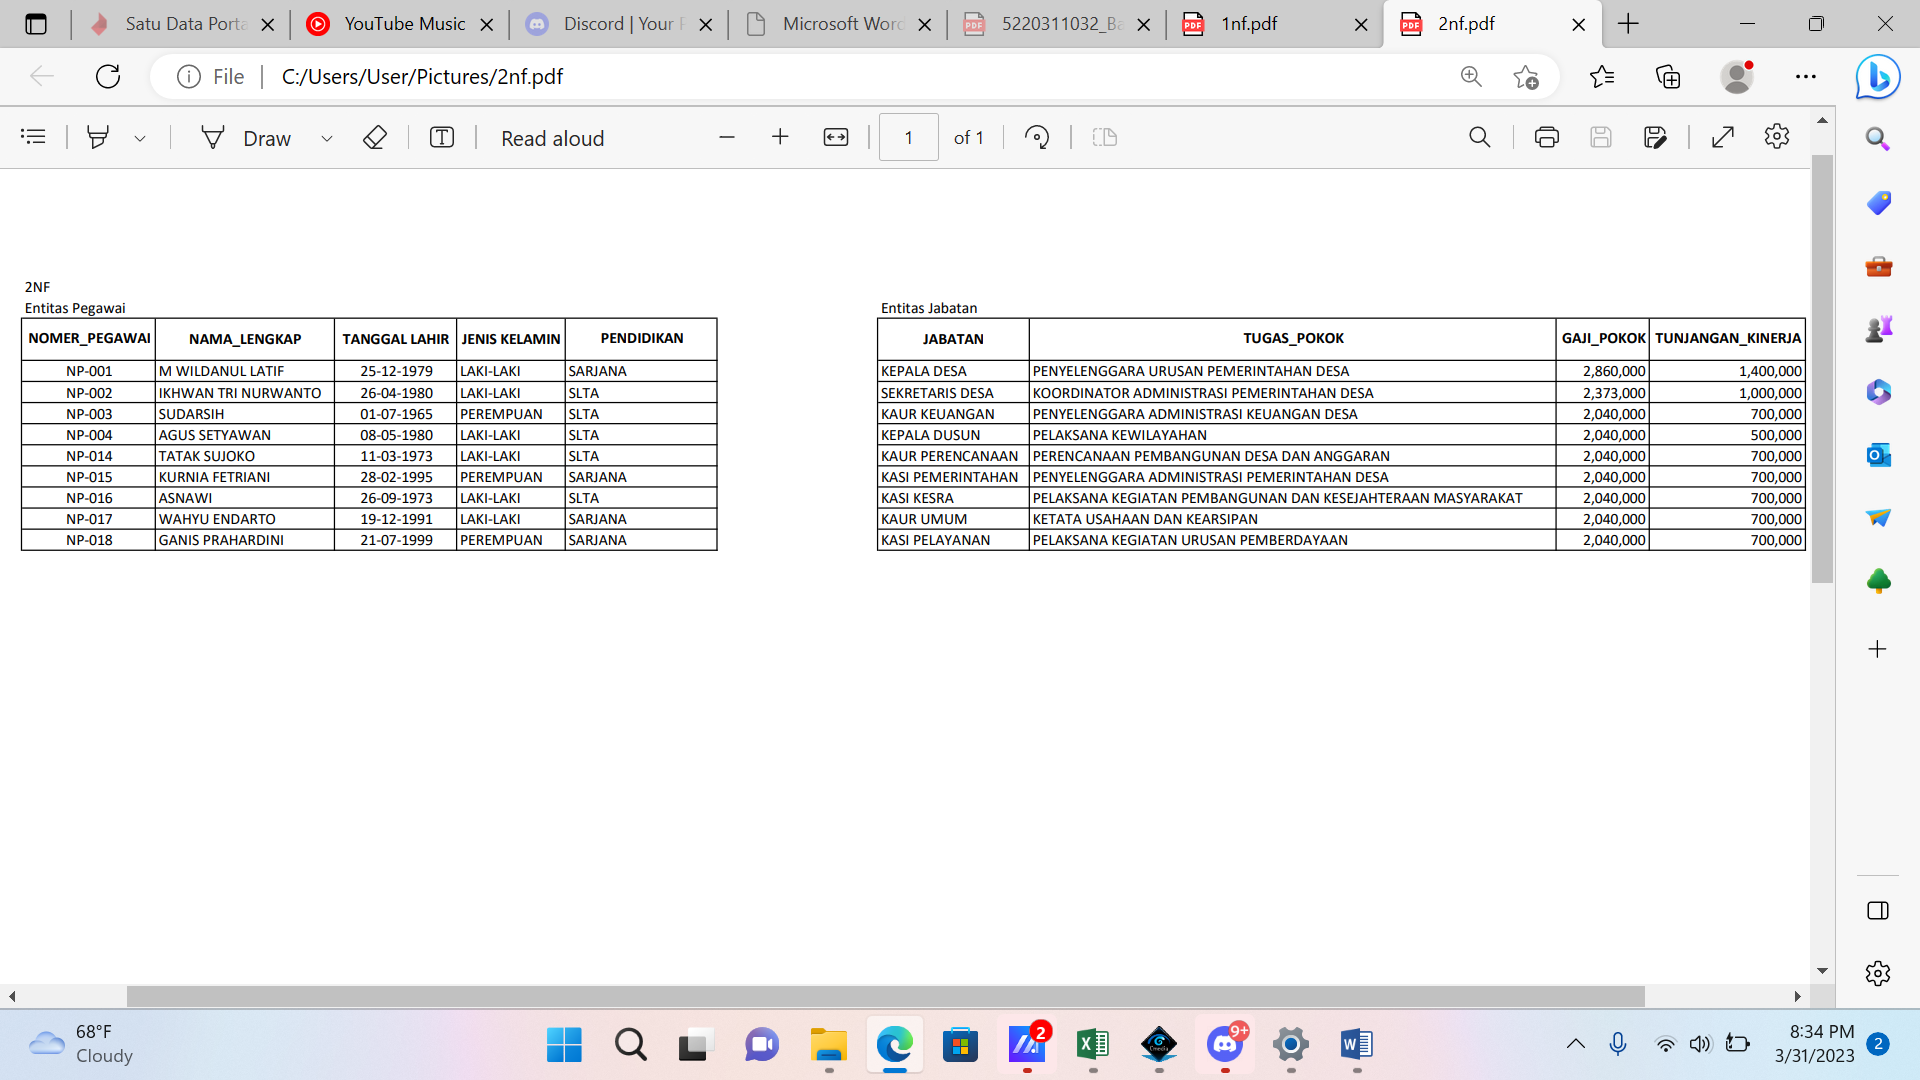 Satu Data Porta
YouTube Music
Discord | Your F
Microsoft Word
5220311032_Ba
1nf.pdf
2nf.pdf
File
C:/Users/User/Pictures/2nf.pdf
Draw
Read aloud
1
of 1
2NF
Entitas Pegawai
NOMER_PEGAWAI NAMA_LENGKAP TANGGAL LAHIR JENIS KELAMIN PENDIDIKAN
NP-001 M WILDANUL LATIF 25-12-1979 LAKI-LAKI SARJANA
NP-002 IKHWAN TRI NURWANTO 26-04-1980 LAKI-LAKI SLTA
NP-003 SUDARSIH 01-07-1965 PEREMPUAN SLTA
NP-004 AGUS SETYAWAN 08-05-1980 LAKI-LAKI SLTA
NP-014 TATAK SUJOKO 11-03-1973 LAKI-LAKI SLTA
NP-015 KURNIA FETRIANI 28-02-1995 PEREMPUAN SARJANA
NP-016 ASNAWI 26-09-1973 LAKI-LAKI SLTA
NP-017 WAHYU ENDARTO 19-12-1991 LAKI-LAKI SARJANA
NP-018 GANIS PRAHARDINI 21-07-1999 PEREMPUAN SARJANA
Entitas Jabatan
JABATAN TUGAS_POKOK GAJI_POKOK TUNJANGAN_KINERJA
KEPALA DESA PENYELENGGARA URUSAN PEMERINTAHAN DESA 2,860,000 1,400,000
SEKRETARIS DESA KOORDINATOR ADMINISTRASI PEMERINTAHAN DESA 2,373,000 1,000,000
KAUR KEUANGAN PENYELENGGARA ADMINISTRASI KEUANGAN DESA 2,040,000 700,000
KEPALA DUSUN PELAKSANA KEWILAYAHAN 2,040,000 500,000
KAUR PERENCANAAN PERENCANAAN PEMBANGUNAN DESA DAN ANGGARAN 2,040,000 700,000
KASI PEMERINTAHAN PENYELENGGARA ADMINISTRASI PEMERINTAHAN DESA 2,040,000 700,000
KASI KESRA PELAKSANA KEGIATAN PEMBANGUNAN DAN KESEJAHTERAAN MASYARAKAT 2,040,000 700,000
KAUR UMUM KETATA USAHAAN DAN KEARSIPAN 2,040,000 700,000
KASI PELAYANAN PELAKSANA KEGIATAN URUSAN PEMBERDAYAAN 2,040,000 700,000
68°F
Cloudy
2
9+
8:34 PM
3/31/2023
2